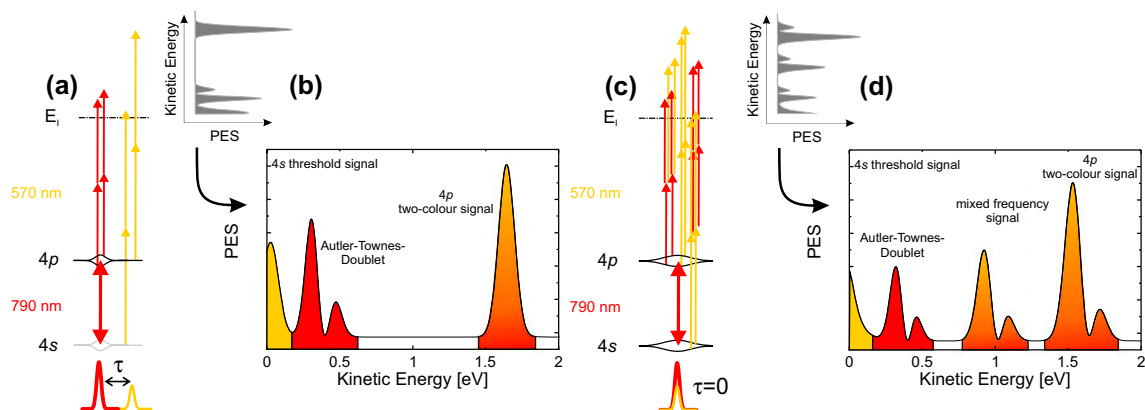 (a)
E_I
570 nm
4p
790 nm
4s
τ
Kinetic Energy
PES
(b)
PES
4s threshold signal
4p
two-colour signal
Autler-Townes-
Doublet
0
0.5
1
1.5
2
Kinetic Energy [eV]
(c)
E_I
570 nm
4p
790 nm
4s
τ=0
Kinetic Energy
PES
(d)
PES
4s threshold signal
4p
two-colour signal
mixed frequency
signal
Autler-Townes-
Doublet
0
0.5
1
1.5
2
Kinetic Energy [eV]